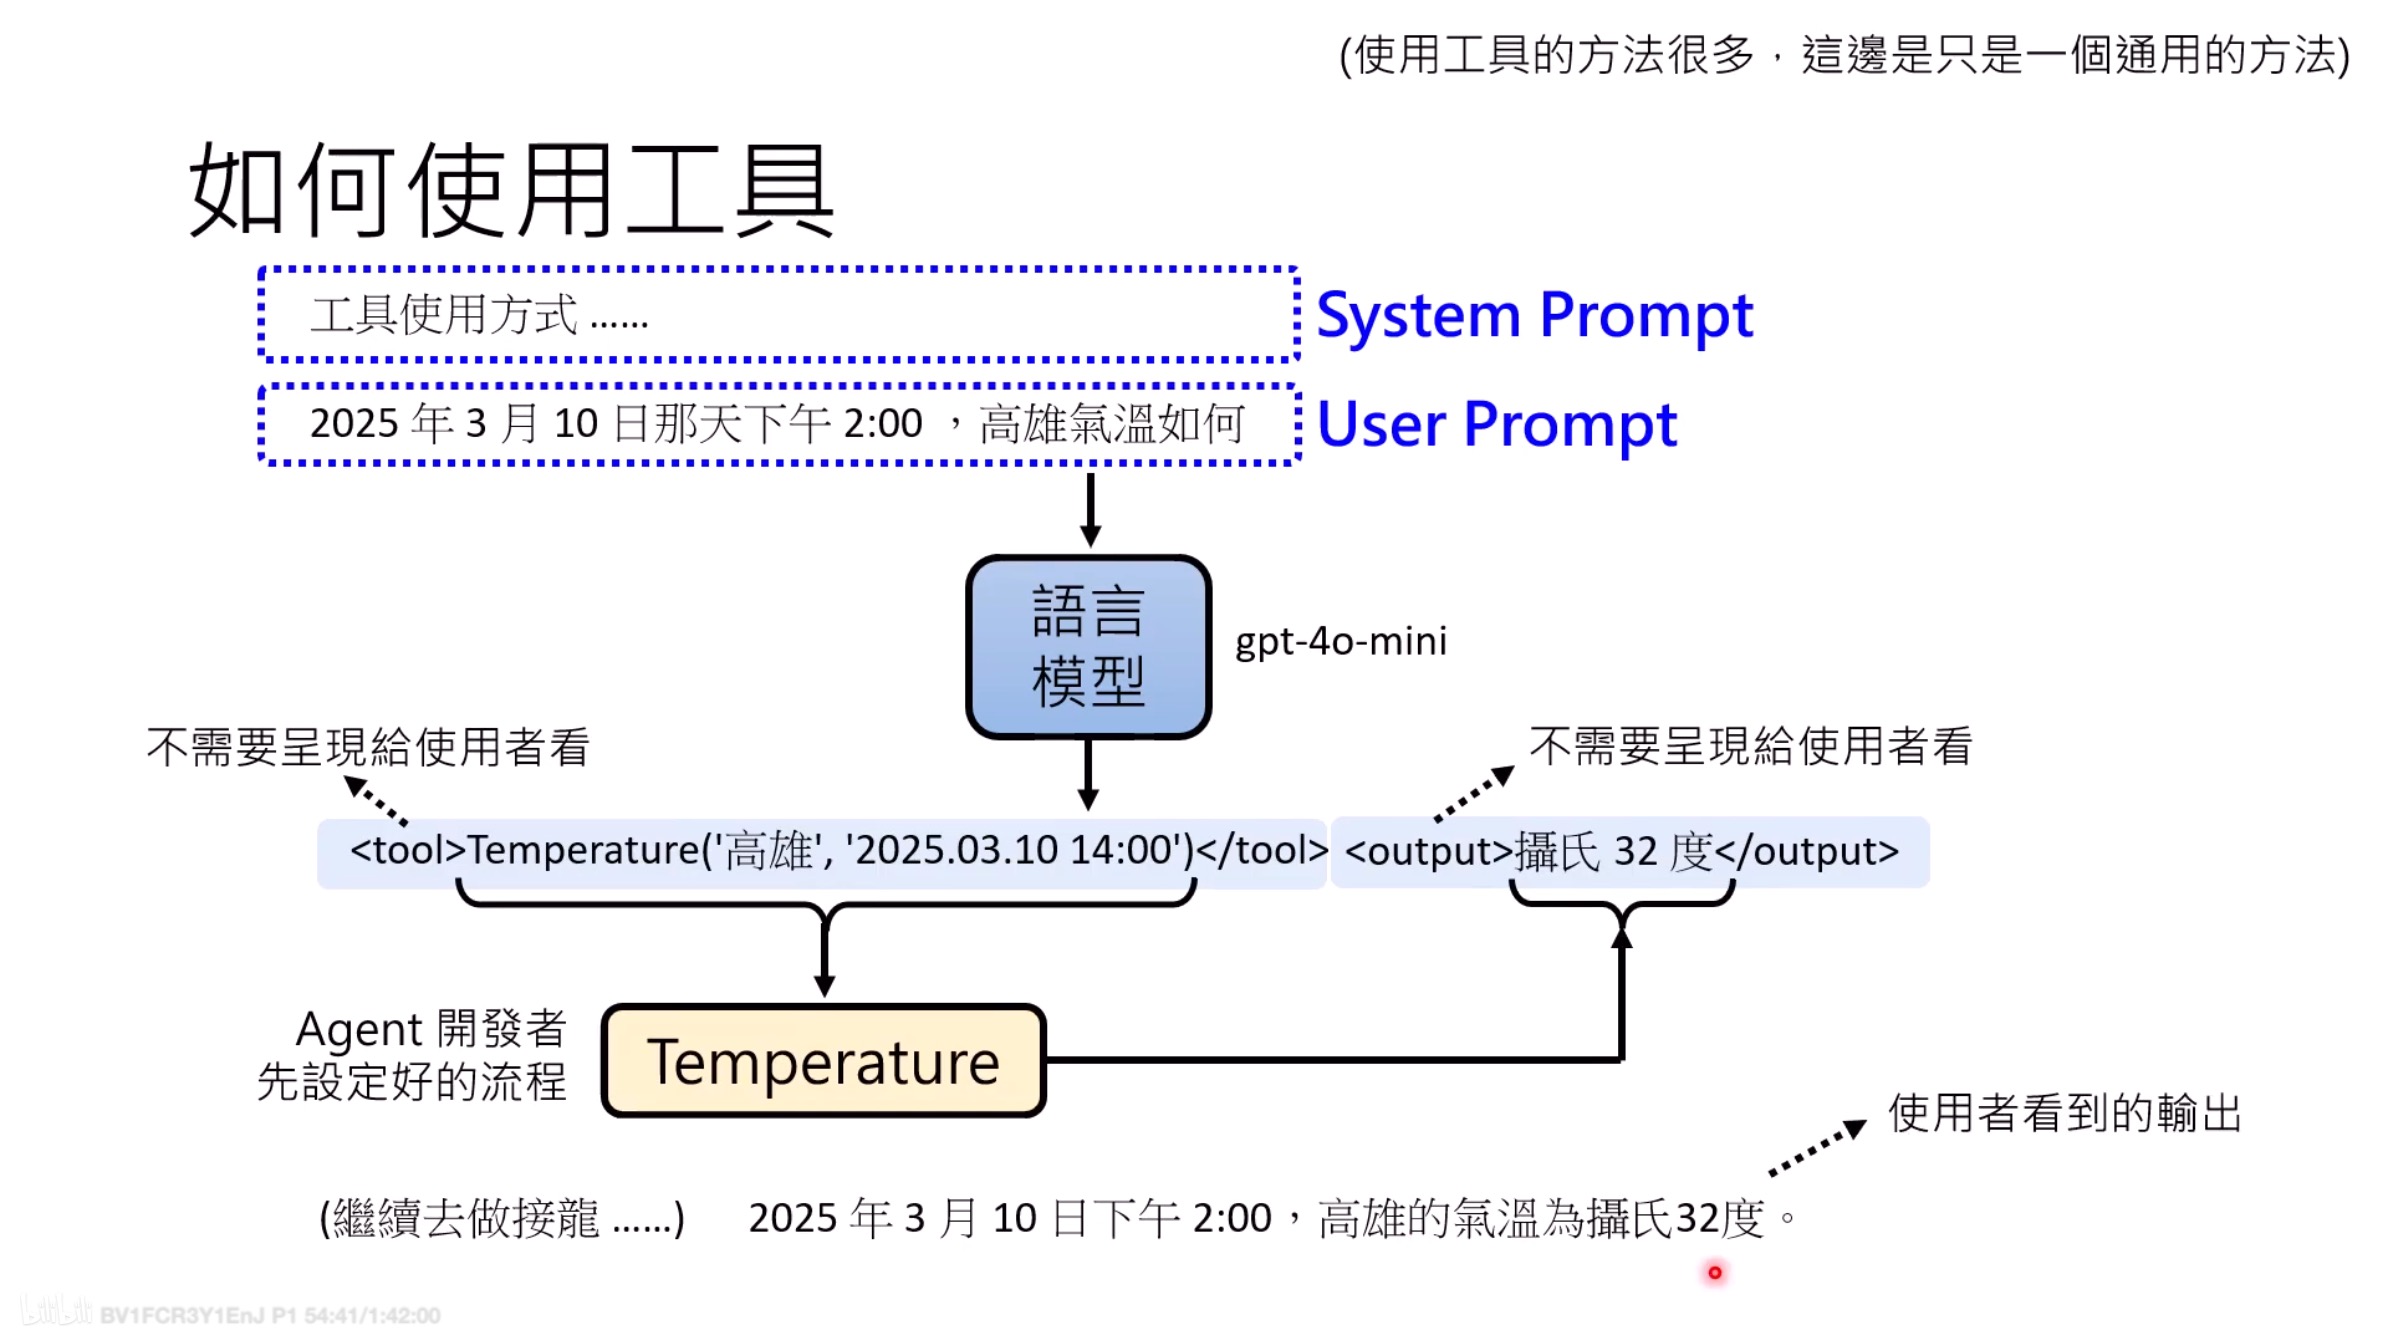 (使用工具的方法很多，這邊是只是一個通用的方法)
如何使用工具
工具使用方式 ......
System Prompt
2025 年 3 月 10 日那天下午 2:00 ，高雄氣溫如何
User Prompt
語言
模型
gpt-4o-mini
不需要呈現給使用者看
不需要呈現給使用者看
<tool>Temperature('高雄', '2025.03.10 14:00')</tool>
<output>攝氏 32 度</output>
Agent 開發者
先設定好的流程
Temperature
使用者看到的輸出
(繼續去做接龍 ......)
2025 年 3 月 10 日下午 2:00，高雄的氣溫為攝氏32度。
bilibili BV1FCR3Y1EnJ P1 54:41/1:42:00